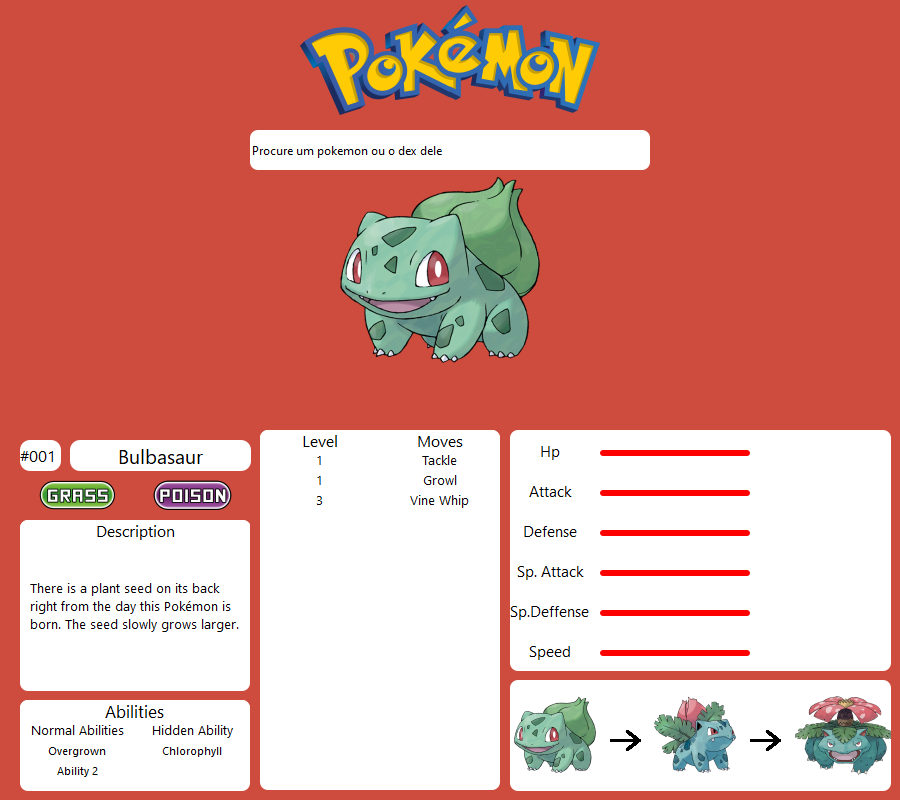 POKéMON
Procure um pokemon ou o dex dele
#001
Bulbasaur
GRASS
POISON
Description
There is a plant seed on its back
right from the day this Pokémon is
born. The seed slowly grows larger.
Abilities
Normal Abilities Hidden Ability
Overgrown Chlorophyll
Ability 2
Level Moves
1 Tackle
1 Growl
3 Vine Whip
Hp
Attack
Defense
Sp. Attack
Sp.Deffense
Speed